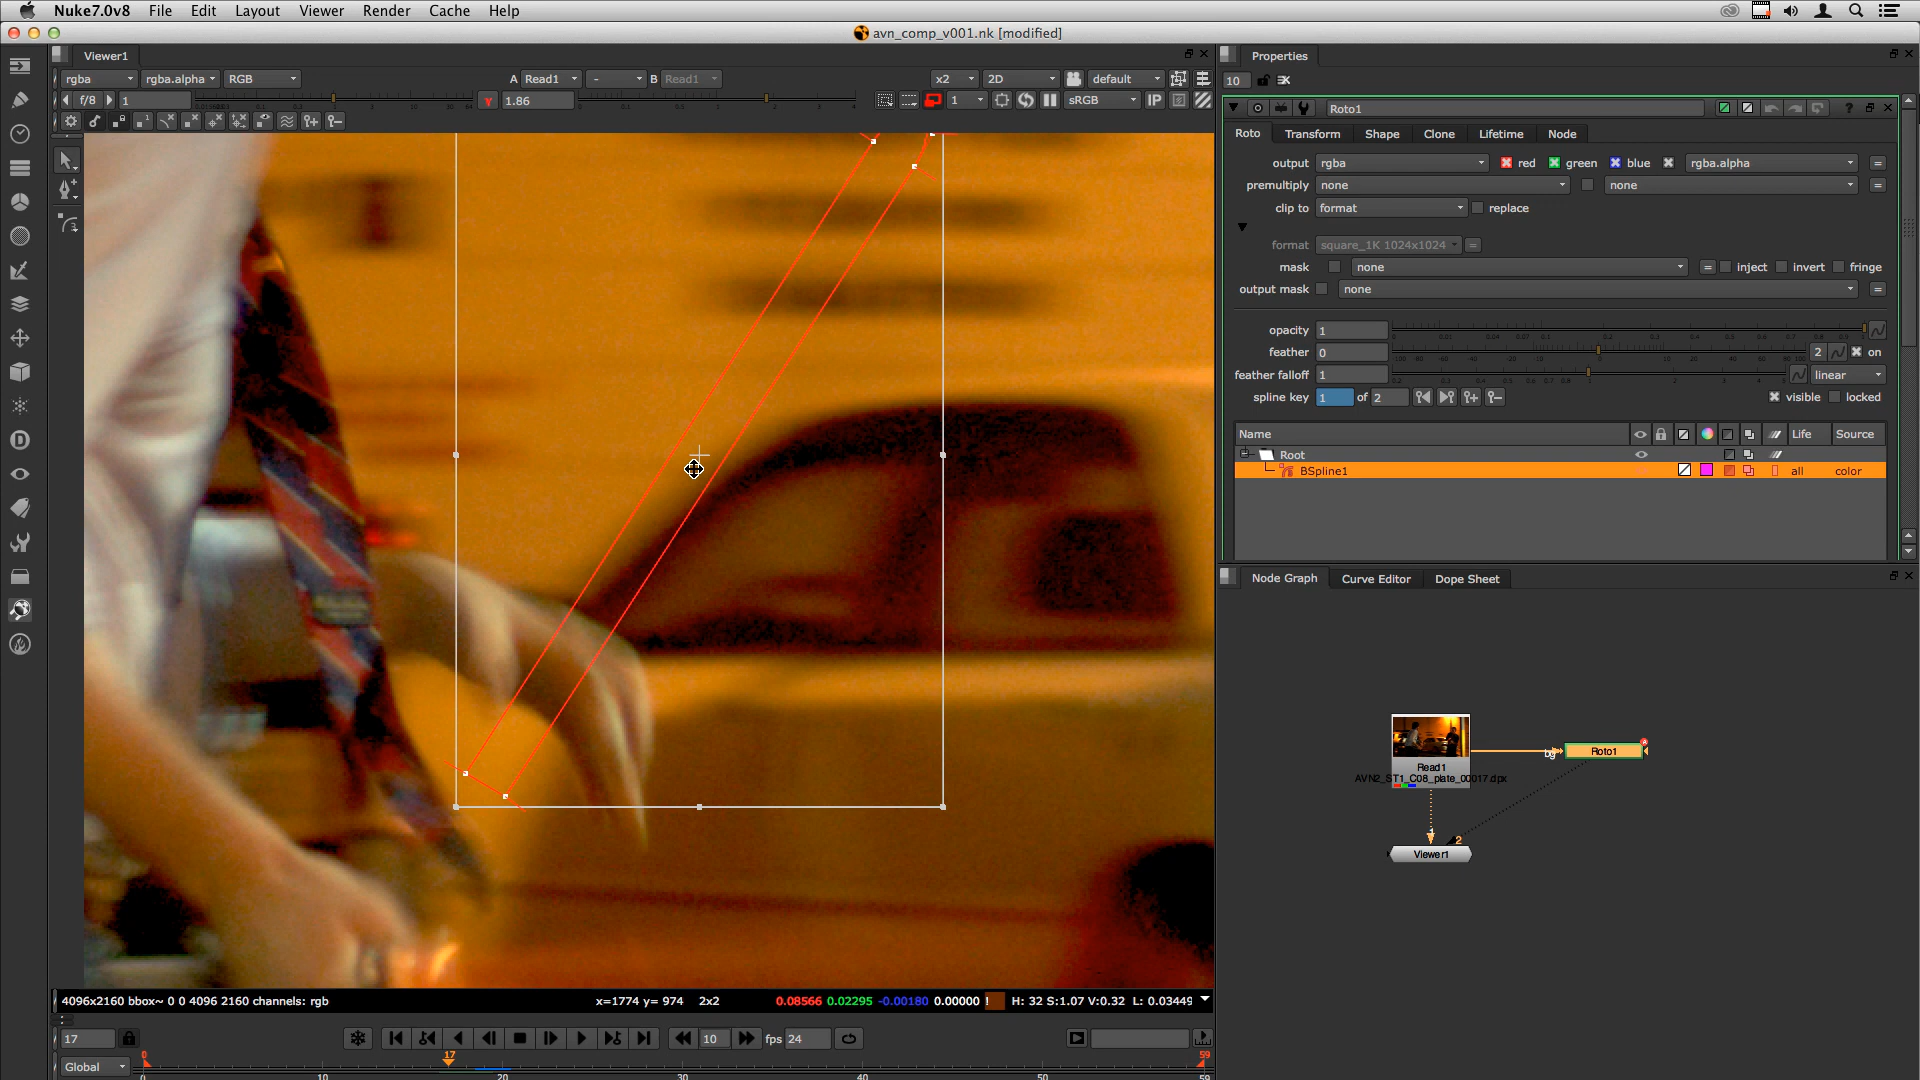 Nuke7.0v8 File Edit Layout Viewer Render Cache Help
avn_comp_v001.nk [modified]
Viewer1
rgba rgba.alpha RGB A Read1 - B Read1 x2 2D default
f/8 1 Y 1.86 1 sRGB IP
Properties
10
Roto1
Roto Transform Shape Clone Lifetime Node
output rgba red green blue rgba.alpha =
premultiply none none =
clip to format replace
format square_1K 1024x1024 =
mask none = inject invert fringe
output mask none =
opacity 1
feather 0 2 on
feather falloff 1 linear
spline key 1 of 2 visible locked
Name Life Source
Root
BSpline1 all color
Node Graph Curve Editor Dope Sheet
Read1
AVN2_ST1_C08_plate_00017.dpx
bg
Roto1
1 2
Viewer1
4096x2160 bbox~ 0 0 4096 2160 channels: rgb x=1774 y= 974 2x2 0.08566 0.02295 -0.00180 0.00000 ! H: 32 S:1.07 V:0.32 L: 0.03449
17 10 fps 24
0 17 59
Global 0 10 20 30 40 50 59